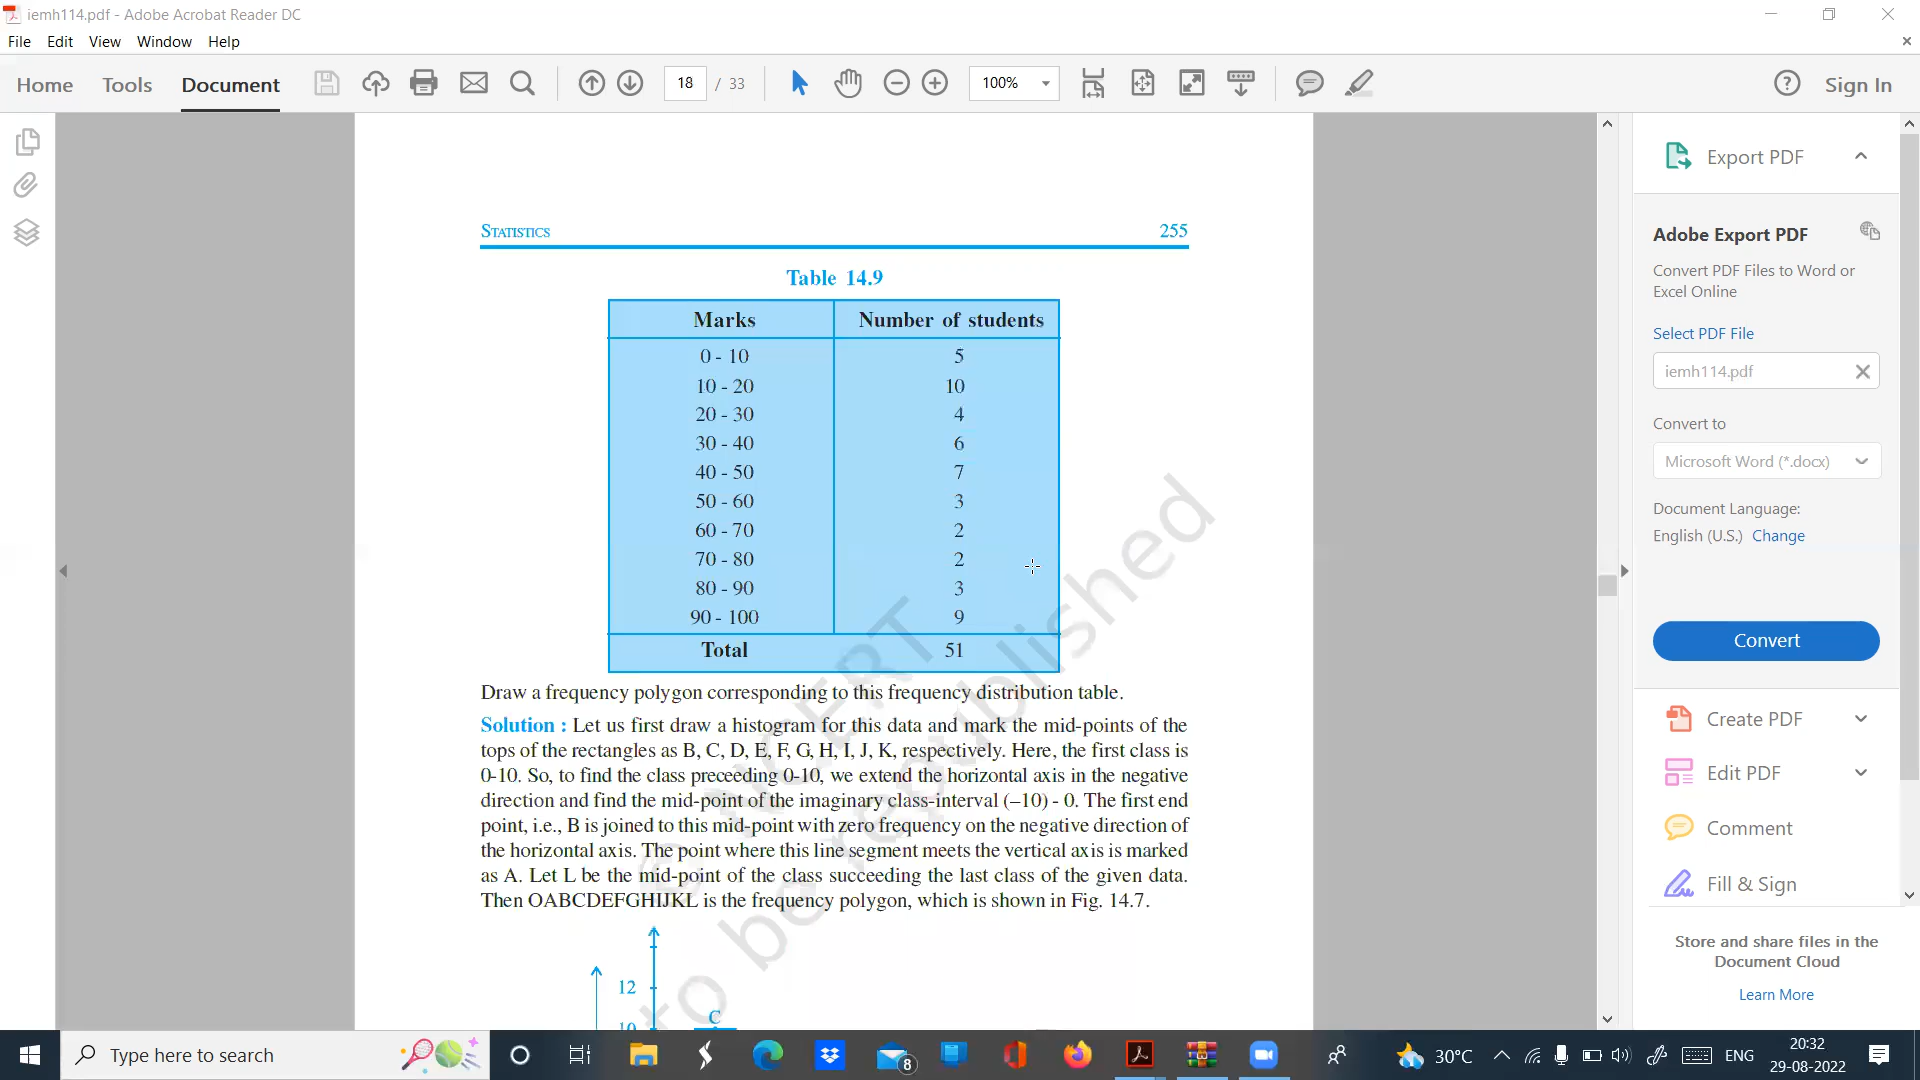 iemh114.pdf - Adobe Acrobat Reader DC
File Edit View Window Help
Home Tools Document 18 / 33 100% Sign In
Export PDF
Adobe Export PDF
Convert PDF Files to Word or
Excel Online
Select PDF File
iemh114.pdf
Convert to
Microsoft Word (*.docx)
Document Language:
English (U.S.) Change
Convert
Create PDF
Edit PDF
Comment
Fill & Sign
Store and share files in the
Document Cloud
Learn More
STATISTICS 255
Table 14.9
Marks Number of students
0 - 10 5
10 - 20 10
20 - 30 4
30 - 40 6
40 - 50 7
50 - 60 3
60 - 70 2
70 - 80 2
80 - 90 3
90 - 100 9
Total 51
Draw a frequency polygon corresponding to this frequency distribution table.
Solution : Let us first draw a histogram for this data and mark the mid-points of the
tops of the rectangles as B, C, D, E, F, G, H, I, J, K, respectively. Here, the first class is
0-10. So, to find the class preceeding 0-10, we extend the horizontal axis in the negative
direction and find the mid-point of the imaginary class-interval (–10) - 0. The first end
point, i.e., B is joined to this mid-point with zero frequency on the negative direction of
the horizontal axis. The point where this line segment meets the vertical axis is marked
as A. Let L be the mid-point of the class succeeding the last class of the given data.
Then OABCDEFGHIJKL is the frequency polygon, which is shown in Fig. 14.7.
12
10
C
© NCERT
to be republished
Type here to search
8
30°C
ENG
20:32
29-08-2022